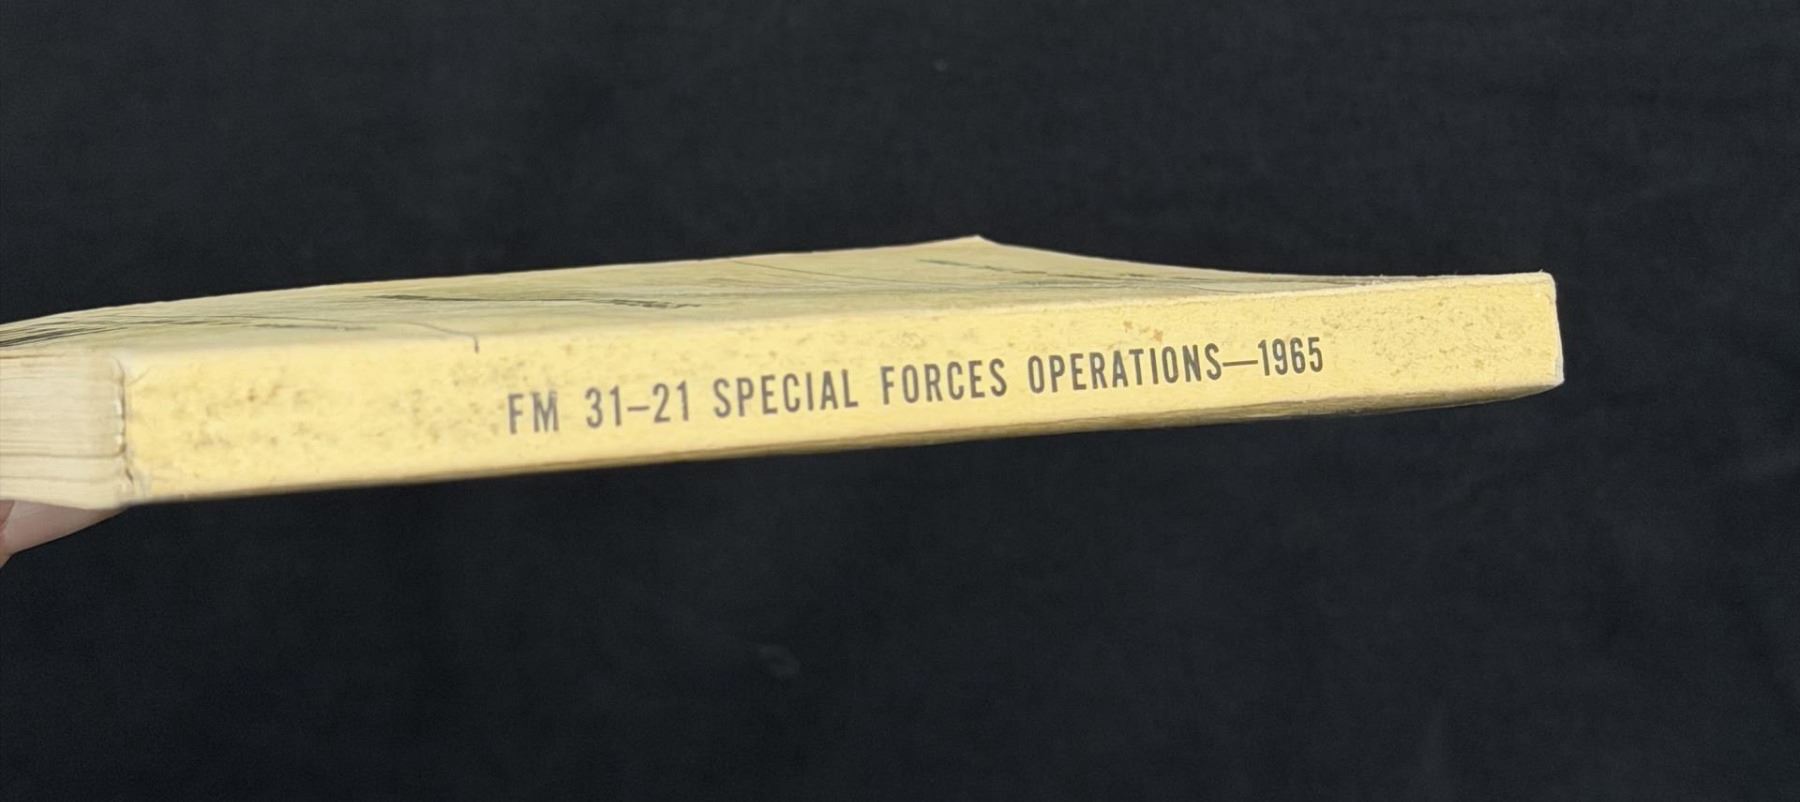 FM 31–21 SPECIAL FORCES OPERATIONS—1965